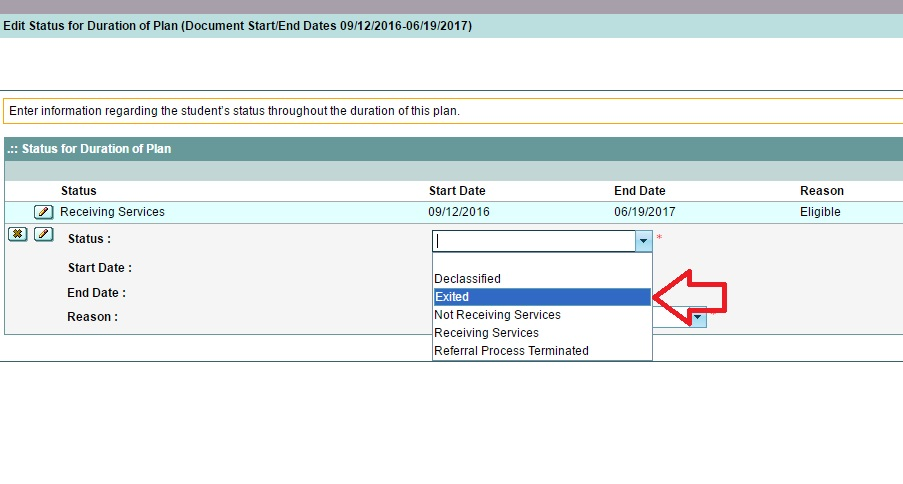 Edit Status for Duration of Plan (Document Start/End Dates 09/12/2016-06/19/2017)
Enter information regarding the student's status throughout the duration of this plan.
.:: Status for Duration of Plan
Status Start Date End Date Reason
Receiving Services 09/12/2016 06/19/2017 Eligible
Status : *
Start Date :
End Date :
Reason :
Declassified
Exited
Not Receiving Services
Receiving Services
Referral Process Terminated